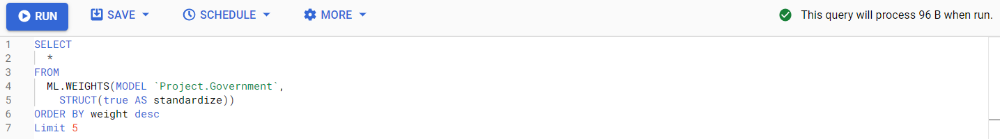 RUN SAVE SCHEDULE MORE This query will process 96 B when run.
1 SELECT
2 *
3 FROM
4 ML.WEIGHTS(MODEL `Project.Government`,
5 STRUCT(true AS standardize))
6 ORDER BY weight desc
7 Limit 5